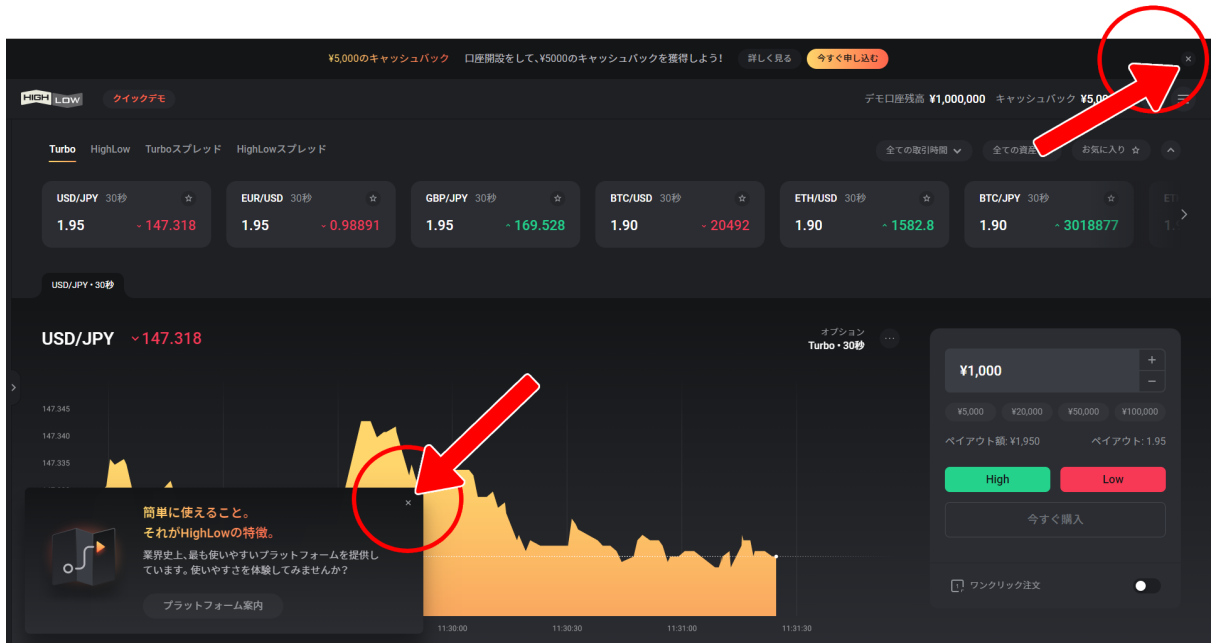 ¥5,000のキャッシュバック 口座開設をして、¥5000のキャッシュバックを獲得しよう! 詳しく見る 今すぐ申し込む
HIGH LOW クイックデモ デモ口座残高 ¥1,000,000 キャッシュバック
Turbo HighLow Turboスプレッド HighLowスプレッド 全ての取引時間 全ての資産 お気に入り
USD/JPY 30秒 EUR/USD 30秒 GBP/JPY 30秒 BTC/USD 30秒 ETH/USD 30秒 BTC/JPY 30秒
1.95 147.318 1.95 0.98891 1.95 169.528 1.90 20492 1.90 1582.8 1.90 3018877
USD/JPY・30秒
USD/JPY 147.318
オプション
Turbo・30秒
¥1,000
¥5,000 ¥20,000 ¥50,000 ¥100,000
ペイアウト額: ¥1,950 ペイアウト: 1.95
High Low
今すぐ購入
ワンクリック注文
147.345
147.340
147.335
簡単に使えること。
それがHighLowの特徴。
業界史上、最も使いやすいプラットフォームを提供し
ています。使いやすさを体験してみませんか?
プラットフォーム案内
11:30:00 11:30:30 11:31:00 11:31:30